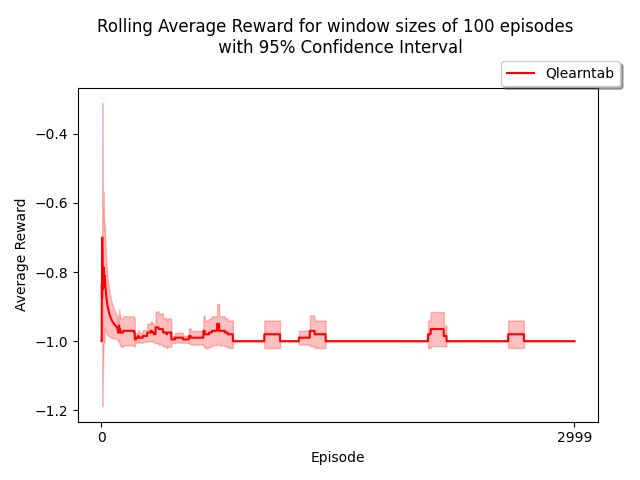 Rolling Average Reward for window sizes of 100 episodes
with 95% Confidence Interval
Qlearntab
Average Reward
−0.4
−0.6
−0.8
−1.0
−1.2
0
2999
Episode